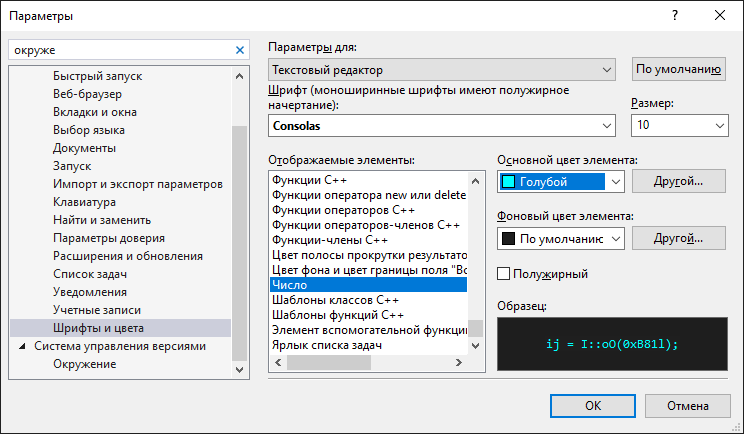 Параметры
окруже
Быстрый запуск
Веб-браузер
Вкладки и окна
Выбор языка
Документы
Запуск
Импорт и экспорт параметров
Клавиатура
Найти и заменить
Параметры доверия
Расширения и обновления
Список задач
Уведомления
Учетные записи
Шрифты и цвета
Система управления версиями
Окружение
Параметры для:
Текстовый редактор
По умолчанию
Шрифт (моноширинные шрифты имеют полужирное
начертание):
Размер:
Consolas
10
Отображаемые элементы:
Функции C++
Функции оператора new или delete
Функции операторов C++
Функции операторов-членов C++
Функции-члены C++
Цвет полосы прокрутки результато
Цвет фона и цвет границы поля "Вс
Число
Шаблоны классов C++
Шаблоны функций C++
Элемент вспомогательной функци
Ярлык списка задач
Основной цвет элемента:
Голубой
Другой...
Фоновый цвет элемента:
По умолчанию
Другой...
Полужирный
Образец:
ij = I::oO(0xB81l);
OK
Отмена